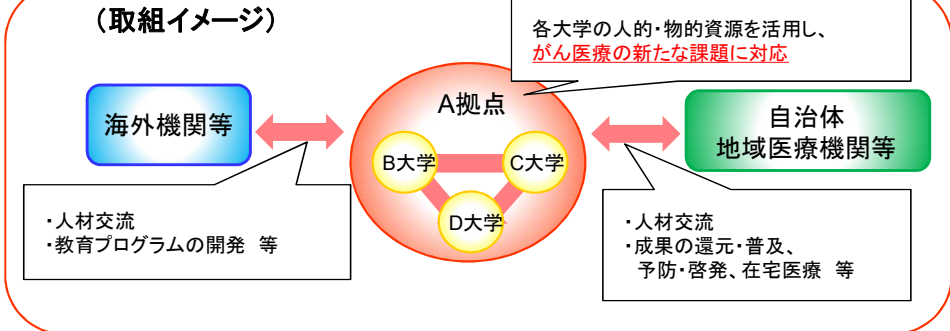 （取組イメージ）
各大学の人的・物的資源を活用し、
がん医療の新たな課題に対応
海外機関等
A拠点
B大学
C大学
D大学
自治体
地域医療機関等
・人材交流
・教育プログラムの開発　等
・人材交流
・成果の還元・普及、
予防・啓発、在宅医療　等